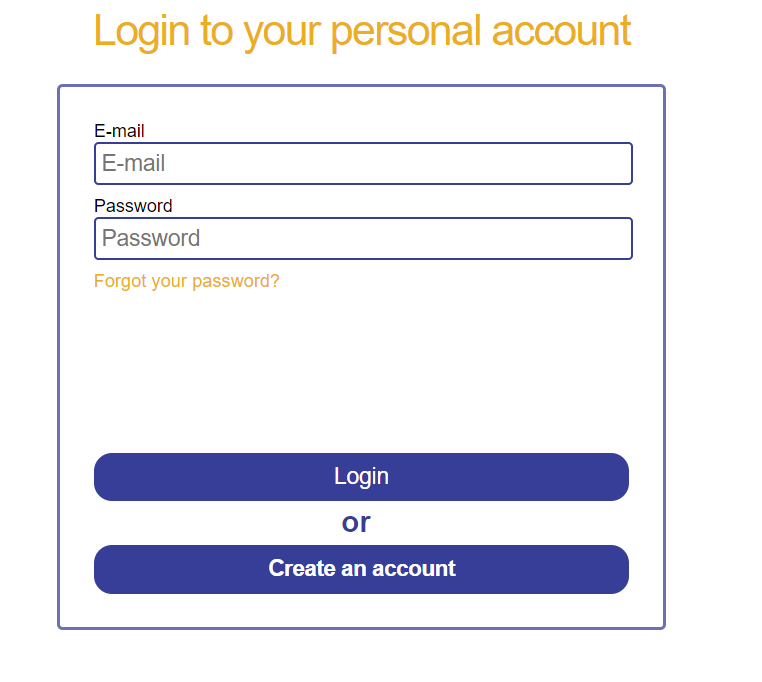 Login to your personal account
E-mail
E-mail
Password
Password
Forgot your password?
Login
or
Create an account